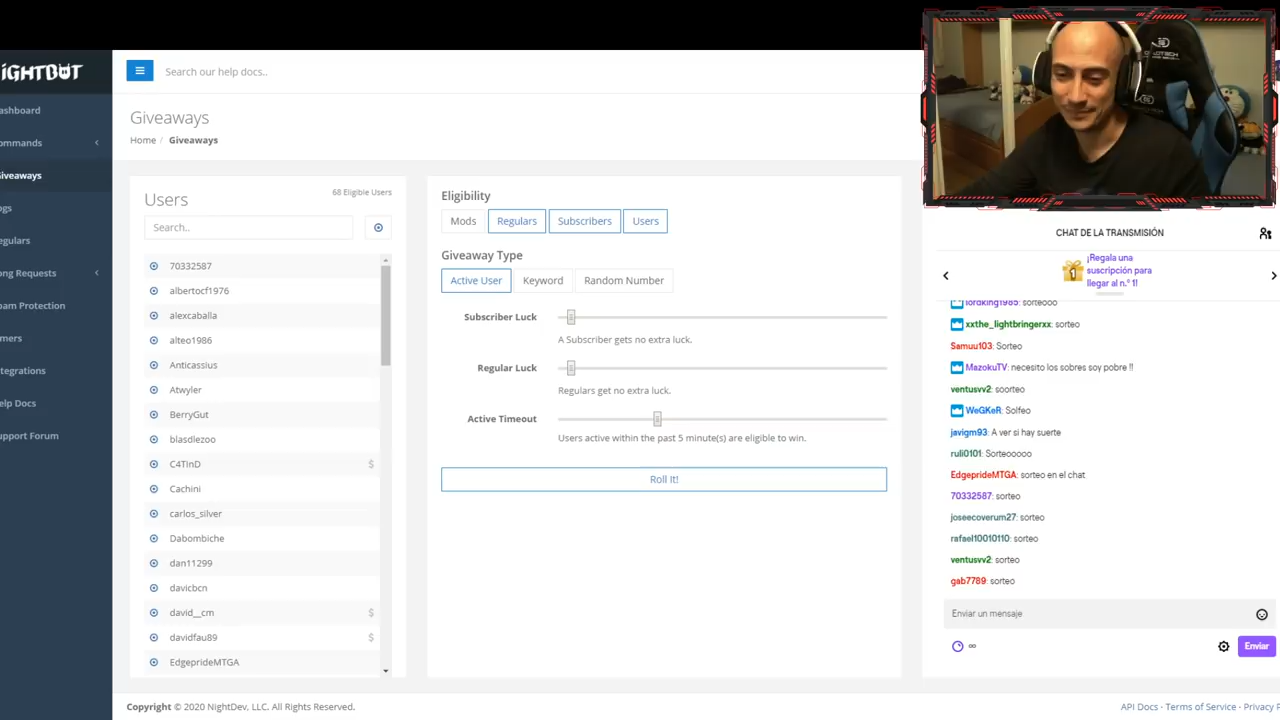 IGHTBOT
Search our help docs..
ashboard
ommands
iveaways
ogs
egulars
ong Requests
pam Protection
mers
ntegrations
elp Docs
upport Forum
Giveaways
Home / Giveaways
Users
68 Eligible Users
Search..
70332587
albertocf1976
alexcaballa
alteo1986
Anticassius
Atwyler
BerryGut
blasdlezoo
C4TInD $
Cachini
carlos_silver
Dabombiche
dan11299
davicbcn
david__cm $
davidfau89 $
EdgeprideMTGA
Eligibility
Mods Regulars Subscribers Users
Giveaway Type
Active User Keyword Random Number
Subscriber Luck
A Subscriber gets no extra luck.
Regular Luck
Regulars get no extra luck.
Active Timeout
Users active within the past 5 minute(s) are eligible to win.
Roll It!
CHAT DE LA TRANSMISIÓN
1
¡Regala una
suscripción para
llegar al n.º 1!
lordking1985: sorteooo
xxthe_lightbringerxx: sorteo
Samuu103: Sorteo
MazokuTV: necesito los sobres soy pobre !!
ventusvv2: soorteo
WeGKeR: Solfeo
javigm93: A ver si hay suerte
ruli0101: Sorteooooo
EdgeprideMTGA: sorteo en el chat
70332587: sorteo
joseecoverum27: sorteo
rafael10010110: sorteo
ventusvv2: sorteo
gab7789: sorteo
Enviar un mensaje
∞
Enviar
Copyright © 2020 NightDev, LLC. All Rights Reserved.
API Docs · Terms of Service · Privacy P